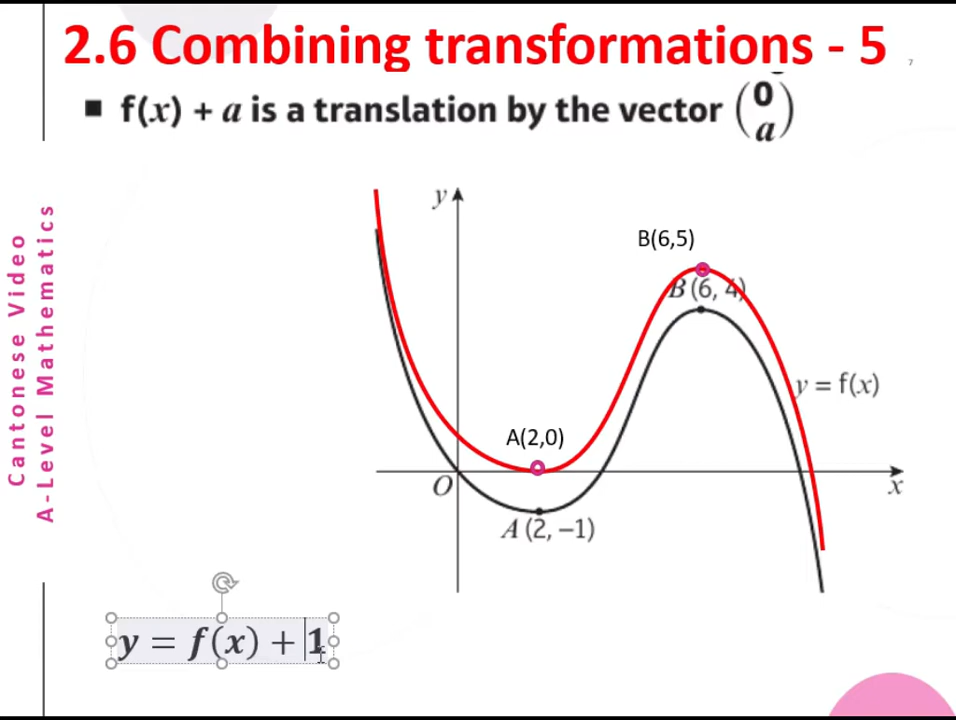 2.6 Combining transformations - 5
7
■ f(x) + a is a translation by the vector (0 a)
Cantonese Video
A-Level Mathematics
y
B(6,5)
B (6, 4)
y = f(x)
A(2,0)
O
x
A (2, −1)
y = f(x) + 1